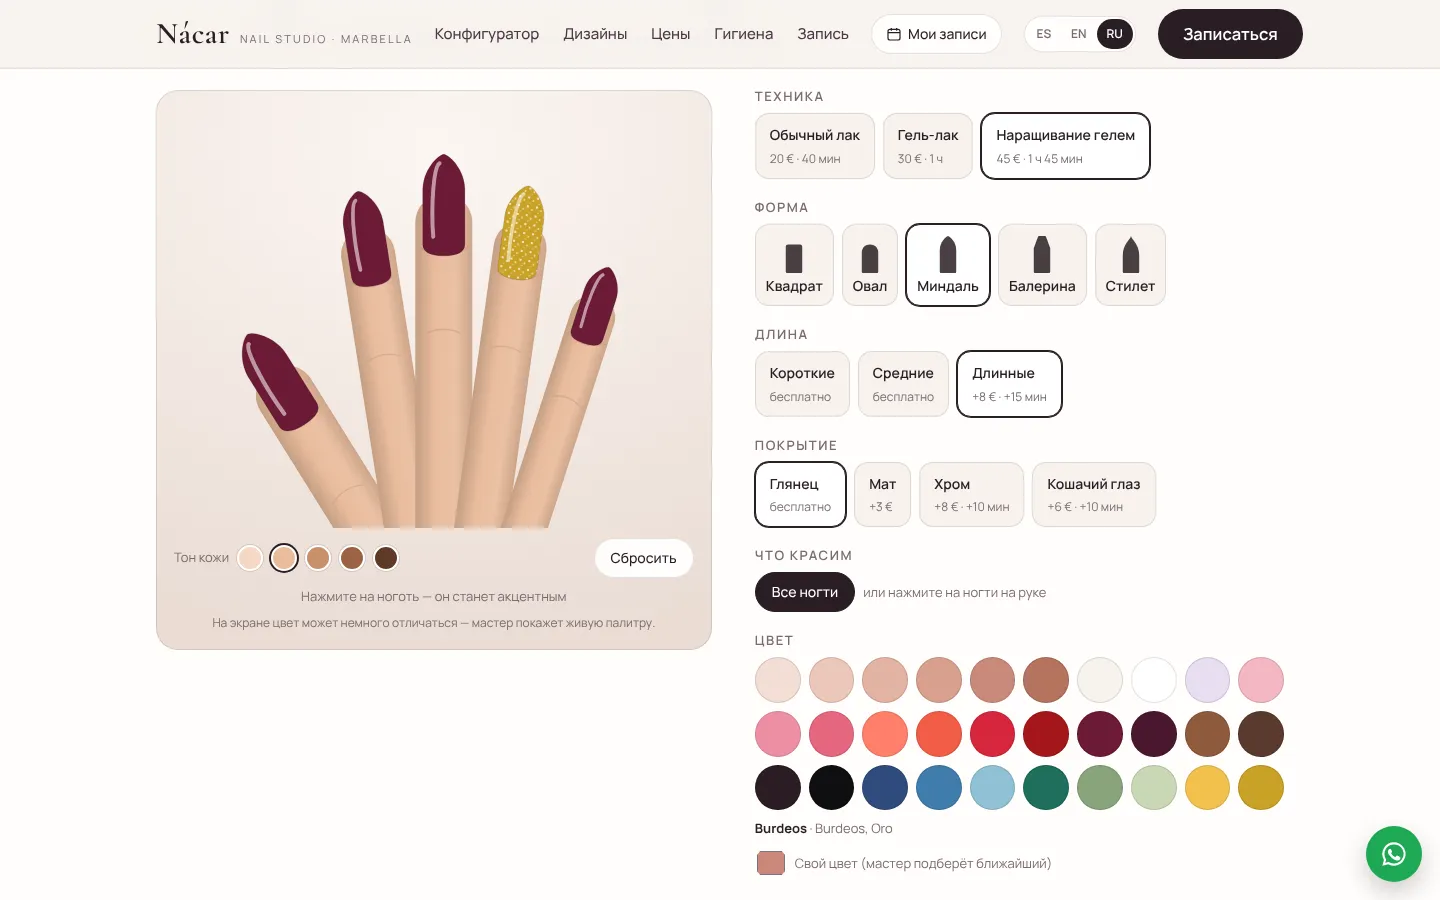 Nácar NAIL STUDIO · MARBELLA Конфигуратор Дизайны Цены Гигиена Запись Мои записи ES EN RU Записаться
ТЕХНИКА
Обычный лак Гель-лак Наращивание гелем
20 € · 40 мин 30 € · 1 ч 45 € · 1 ч 45 мин
ФОРМА
Квадрат Овал Миндаль Балерина Стилет
ДЛИНА
Короткие Средние Длинные
бесплатно бесплатно +8 € · +15 мин
ПОКРЫТИЕ
Глянец Мат Хром Кошачий глаз
бесплатно +3 € +8 € · +10 мин +6 € · +10 мин
ЧТО КРАСИМ
Все ногти или нажмите на ногти на руке
ЦВЕТ
Burdeos · Burdeos, Oro
Свой цвет (мастер подберёт ближайший)
Тон кожи Сбросить
Нажмите на ноготь — он станет акцентным
На экране цвет может немного отличаться — мастер покажет живую палитру.